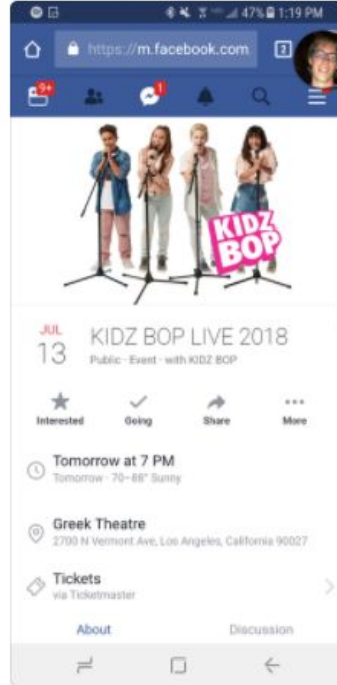 47% 1:19 PM
https://m.facebook.com
2
9+
1
KIDZ
BOP
JUL
13
KIDZ BOP LIVE 2018
Public · Event · with KIDZ BOP
Interested Going Share More
Tomorrow at 7 PM
Tomorrow · 70–88° Sunny
Greek Theatre
2700 N Vermont Ave, Los Angeles, California 90027
Tickets
via Ticketmaster
About Discussion